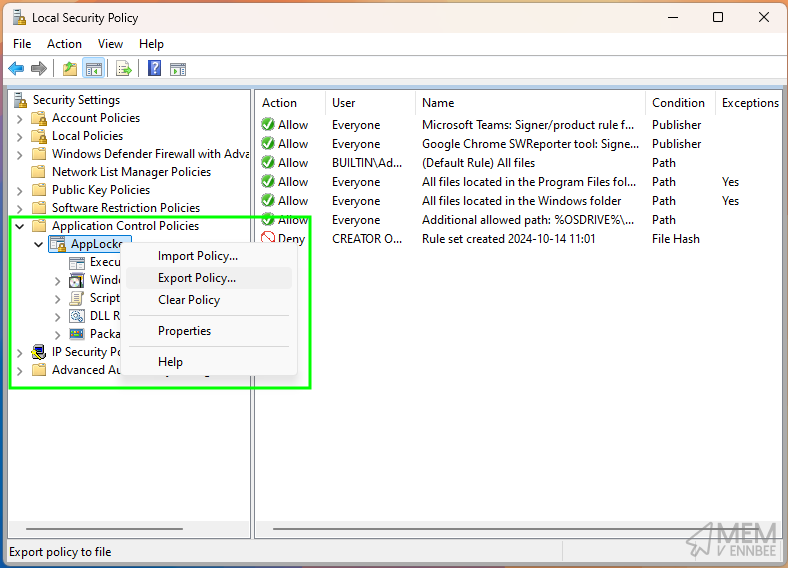 Local Security Policy
File Action View Help
Security Settings
Account Policies
Local Policies
Windows Defender Firewall with Adva
Network List Manager Policies
Public Key Policies
Software Restriction Policies
Application Control Policies
AppLocke
Execu
Windo
Script
DLL R
Packa
IP Security Po
Advanced Au
Import Policy...
Export Policy...
Clear Policy
Properties
Help
Action User Name Condition Exceptions
Allow Everyone Microsoft Teams: Signer/product rule f... Publisher
Allow Everyone Google Chrome SWReporter tool: Signe... Publisher
Allow BUILTIN\Ad... (Default Rule) All files Path
Allow Everyone All files located in the Program Files fol... Path Yes
Allow Everyone All files located in the Windows folder Path Yes
Allow Everyone Additional allowed path: %OSDRIVE%\... Path
Deny CREATOR O... Rule set created 2024-10-14 11:01 File Hash
Export policy to file
MEM
V ENNBEE